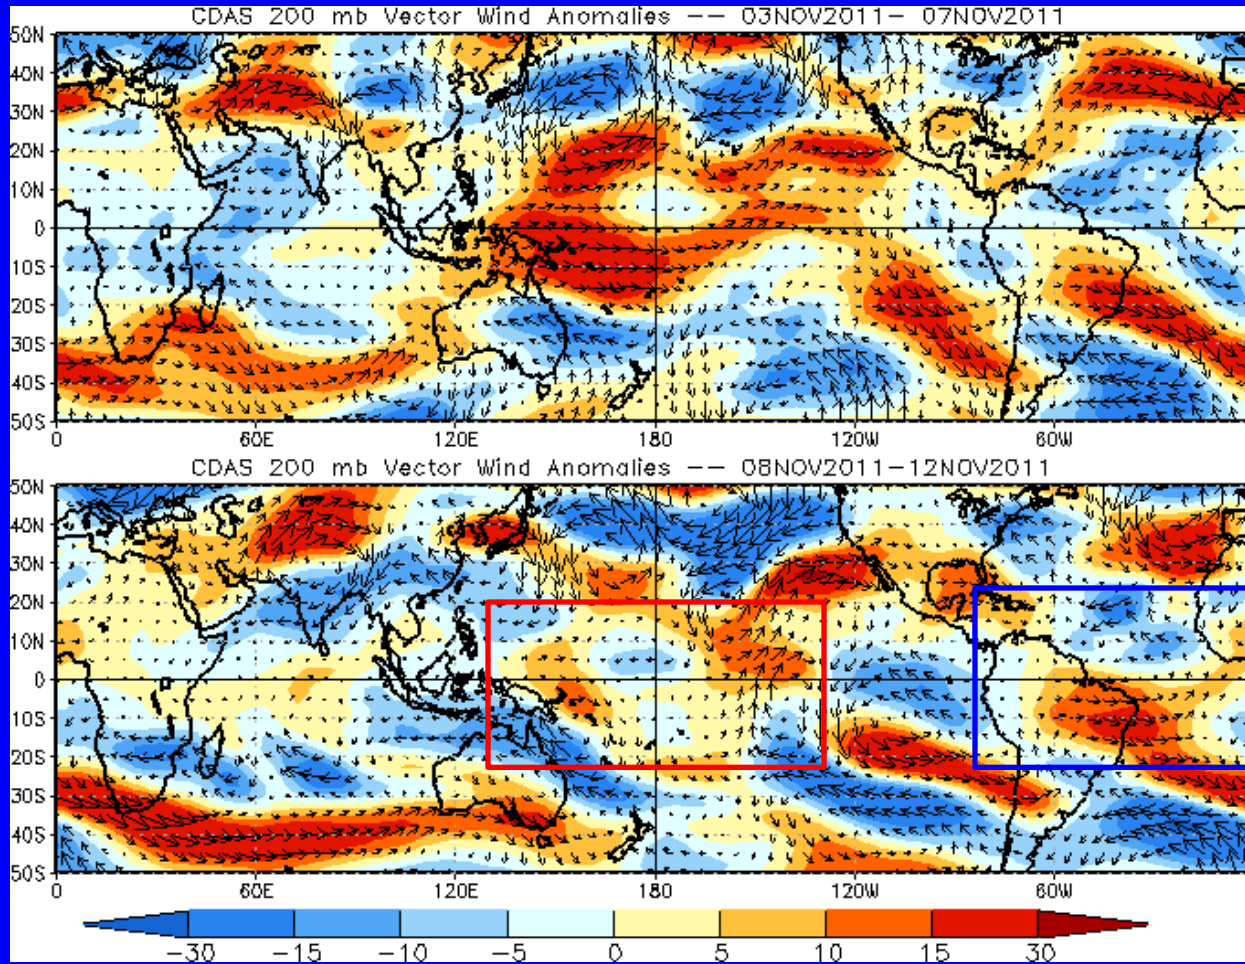 CDAS 200 mb Vector Wind Anomalies -- 03NOV2011- 07NOV2011
50N
40N
30N
20N
10N
0
10S
20S
30S
40S
50S
0 60E 120E 180 120W 60W
CDAS 200 mb Vector Wind Anomalies -- 08NOV2011-12NOV2011
50N
40N
30N
20N
10N
0
10S
20S
30S
40S
50S
0 60E 120E 180 120W 60W
-30 -15 -10 -5 0 5 10 15 30